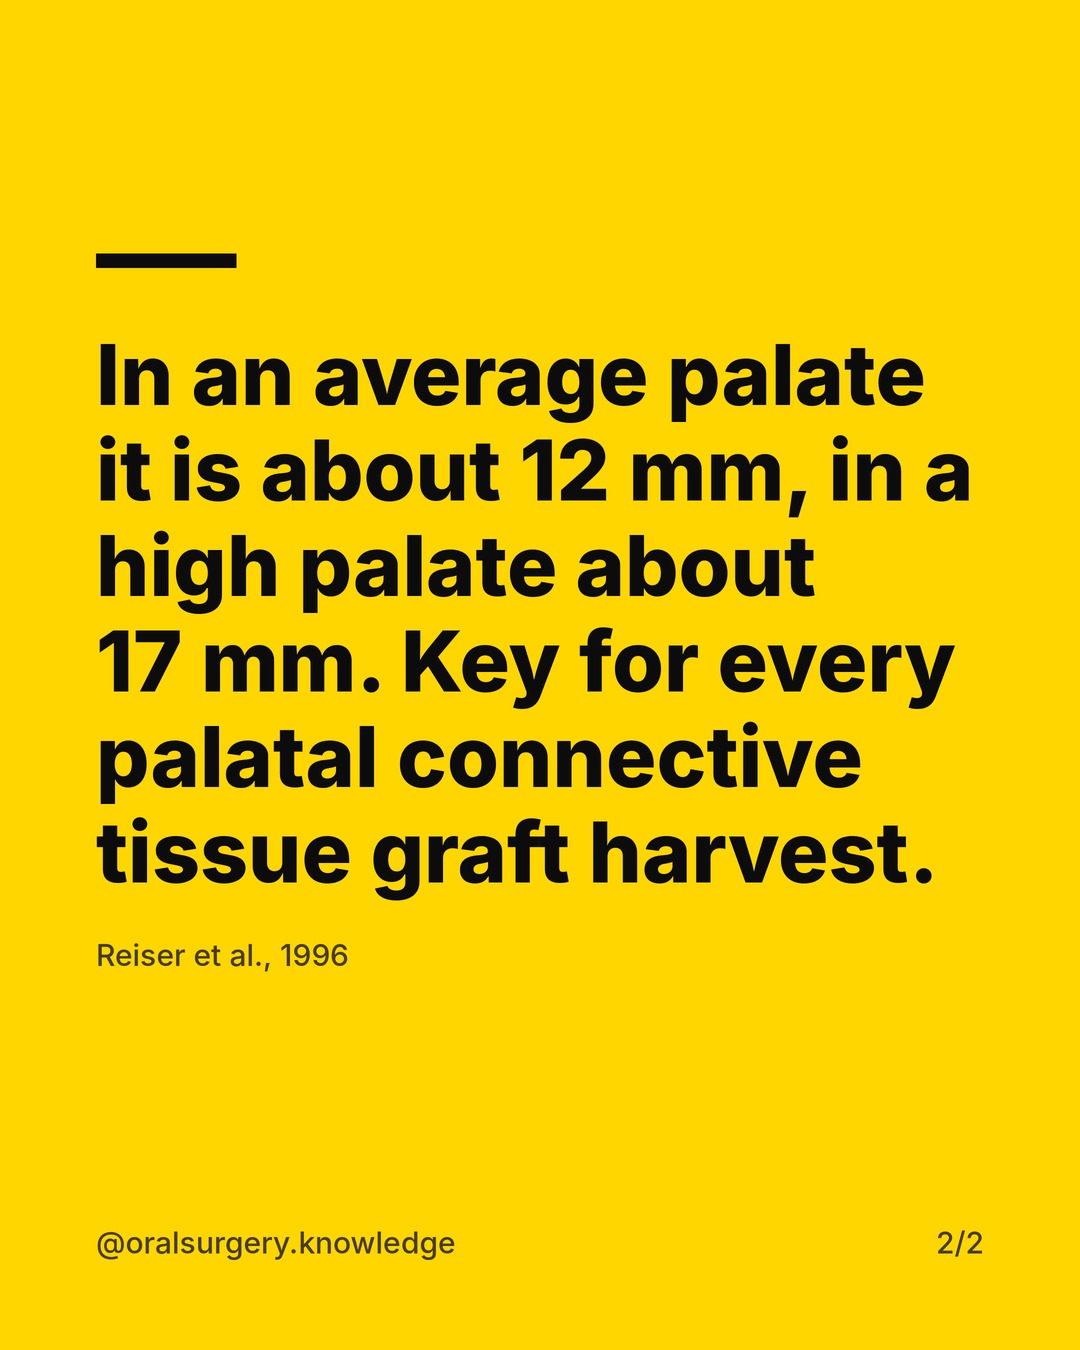 In an average palate
it is about 12 mm, in a
high palate about
17 mm. Key for every
palatal connective
tissue graft harvest.
Reiser et al., 1996
@oralsurgery.knowledge
2/2